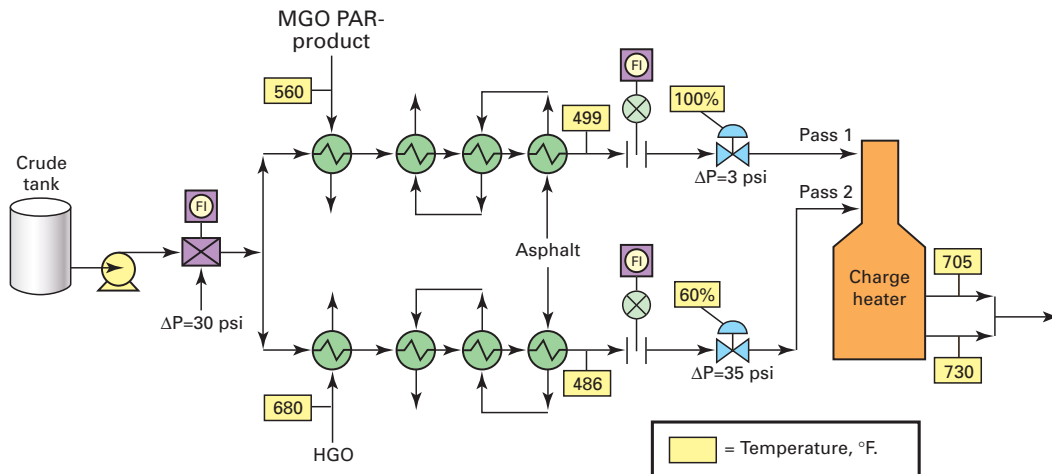 MGO PAR-
product
560
FI
100%
499
Pass 1
Crude
tank
ΔP=3 psi
FI
Pass 2
Asphalt
FI
Charge
heater
705
60%
ΔP=30 psi
ΔP=35 psi
486
730
680
HGO
= Temperature, °F.